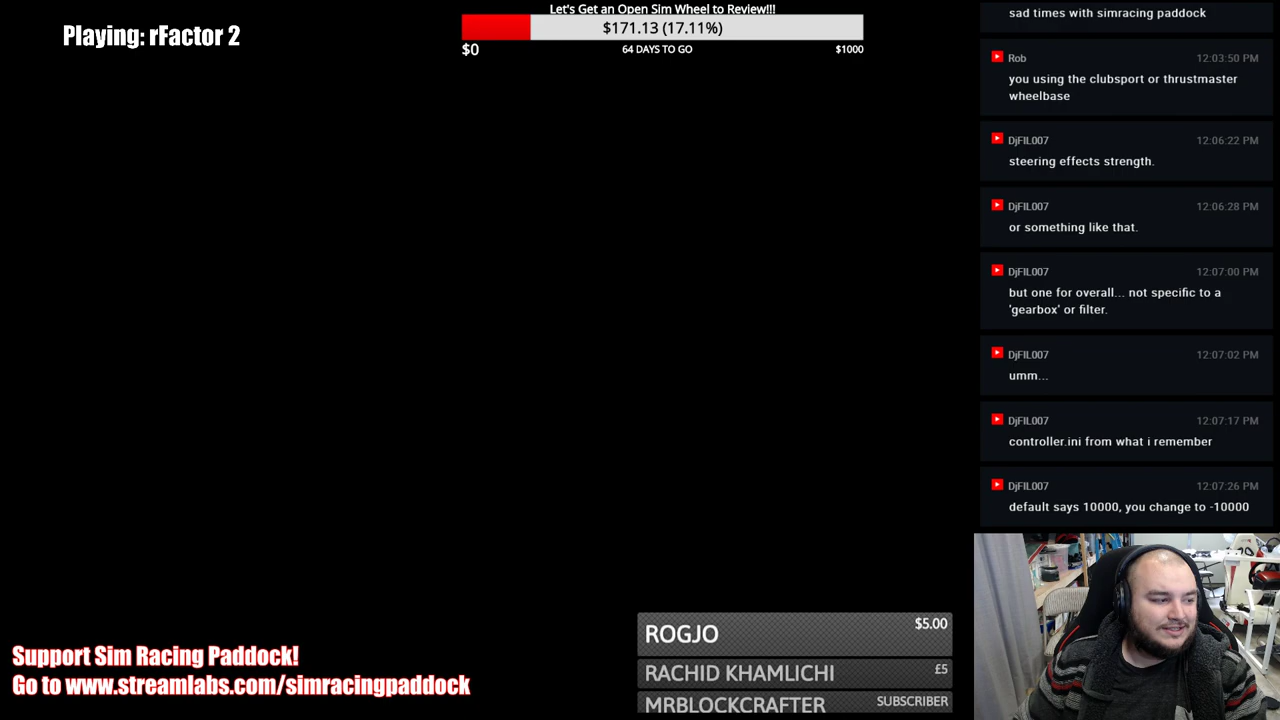 Playing: rFactor 2
Let's Get an Open Sim Wheel to Review!!!
$171.13 (17.11%)
$0
64 DAYS TO GO
$1000
sad times with simracing paddock
Rob 12:03:50 PM
you using the clubsport or thrustmaster
wheelbase
DjFIL007 12:06:22 PM
steering effects strength.
DjFIL007 12:06:28 PM
or something like that.
DjFIL007 12:07:00 PM
but one for overall... not specific to a
'gearbox' or filter.
DjFIL007 12:07:02 PM
umm...
DjFIL007 12:07:17 PM
controller.ini from what i remember
DjFIL007 12:07:26 PM
default says 10000, you change to -10000
ROGJO $5.00
RACHID KHAMLICHI £5
MRBLOCKCRAFTER SUBSCRIBER
Support Sim Racing Paddock!
Go to www.streamlabs.com/simracingpaddock